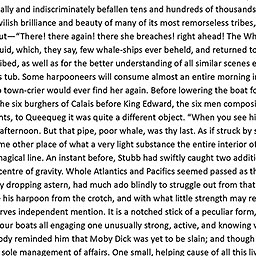 ally and indiscriminately befallen tens and hundreds of thousands
vilish brilliance and beauty of many of its most remorseless tribes,
ut—“There! there again! there she breaches! right ahead! The Wh
uid, which, they say, few whale-ships ever beheld, and returned to
ibed, as well as for the better understanding of all similar scenes e
s tub. Some harpooneers will consume almost an entire morning i
o town-crier would ever find her again. Before lowering the boat fo
he six burghers of Calais before King Edward, the six men composi
nts, to Queequeg it was quite a different object. “When you see hi
afternoon. But that pipe, poor whale, was thy last. As if struck by s
me other place of what a very light substance the entire interior of
magical line. An instant before, Stubb had swiftly caught two additi
centre of gravity. Whole Atlantics and Pacifics seemed passed as th
y dropping astern, had much ado blindly to struggle out from that
his harpoon from the crotch, and with what little strength may re
rves independent mention. It is a notched stick of a peculiar form,
our boats all engaging one unusually strong, active, and knowing w
ody reminded him that Moby Dick was yet to be slain; and though
sole management of affairs. One small, helping cause of all this li